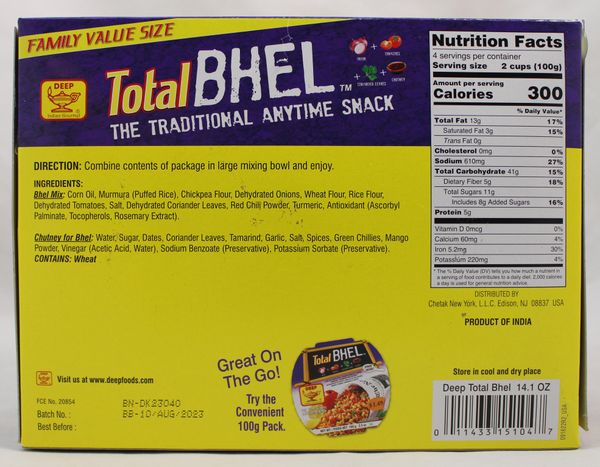 FAMILY VALUE SIZE
DEEP
Indian Gourmet
Total BHEL™
THE TRADITIONAL ANYTIME SNACK
ONION
TOMATOES
CORIANDER LEAVES
CHUTNEY
DIRECTION: Combine contents of package in large mixing bowl and enjoy.
INGREDIENTS:
Bhel Mix: Corn Oil, Murmura (Puffed Rice), Chickpea Flour, Dehydrated Onions, Wheat Flour, Rice Flour,
Dehydrated Tomatoes, Salt, Dehydrated Coriander Leaves, Red Chili Powder, Turmeric, Antioxidant (Ascorbyl
Palminate, Tocopherols, Rosemary Extract).
Chutney for Bhel: Water, Sugar, Dates, Coriander Leaves, Tamarind, Garlic, Salt, Spices, Green Chillies, Mango
Powder, Vinegar (Acetic Acid, Water), Sodium Benzoate (Preservative), Potassium Sorbate (Preservative).
CONTAINS: Wheat
Nutrition Facts
4 servings per container
Serving size 2 cups (100g)
Amount per serving
Calories 300
% Daily Value*
Total Fat 13g 17%
Saturated Fat 3g 15%
Trans Fat 0g
Cholesterol 0mg 0%
Sodium 610mg 27%
Total Carbohydrate 41g 15%
Dietary Fiber 5g 18%
Total Sugars 11g
Includes 8g Added Sugars 16%
Protein 5g
Vitamin D 0mcg 0%
Calcium 60mg 4%
Iron 5.2mg 30%
Potassium 220mg 4%
* The % Daily Value (DV) tells you how much a nutrient in
a serving of food contributes to a daily diet. 2,000 calories
a day is used for general nutrition advice.
DISTRIBUTED BY
Chetak New York, L.L.C. Edison, NJ 08837 USA
PRODUCT OF INDIA
Great On
The Go!
Try the
Convenient
100g Pack.
Total BHEL
DEEP
Visit us at www.deepfoods.com
FCE No. 20854
Batch No. : BN-DK23040
Best Before : BB-10/AUG/2023
Store in cool and dry place
Deep Total Bhel 14.1 OZ
0 11433 15104 7